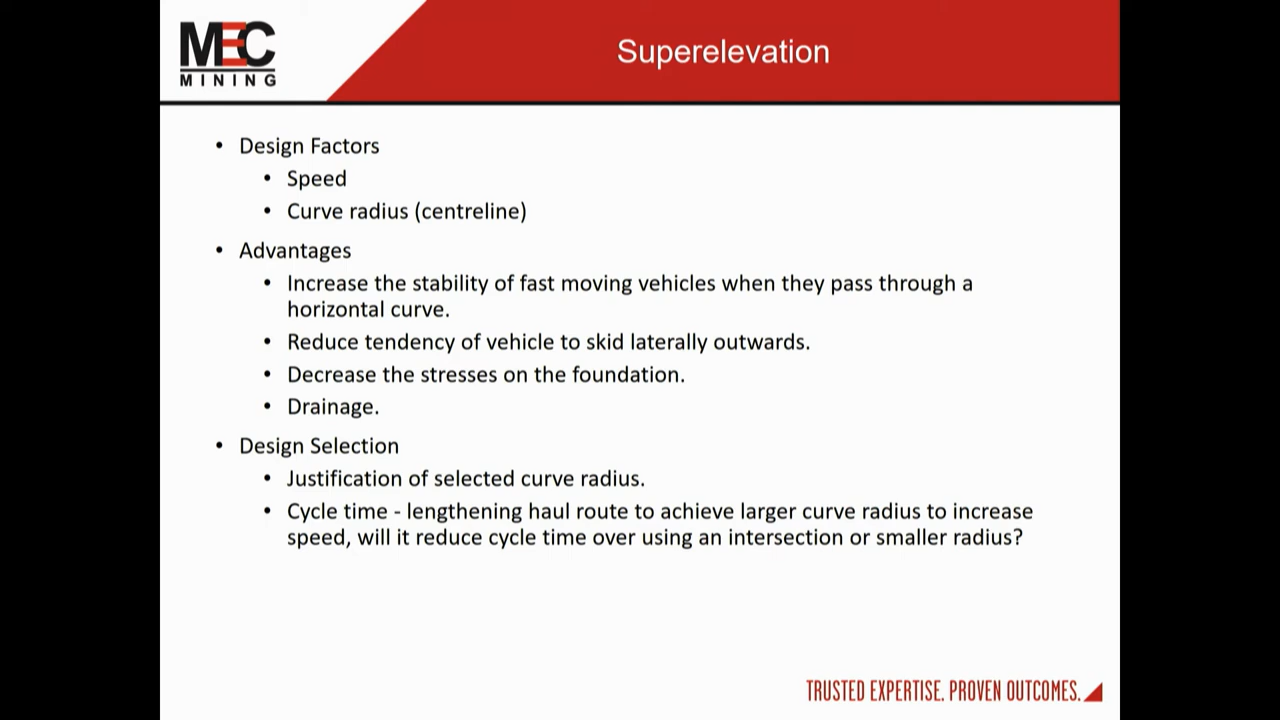 MEC
MINING
Superelevation
• Design Factors
• Speed
• Curve radius (centreline)
• Advantages
• Increase the stability of fast moving vehicles when they pass through a
horizontal curve.
• Reduce tendency of vehicle to skid laterally outwards.
• Decrease the stresses on the foundation.
• Drainage.
• Design Selection
• Justification of selected curve radius.
• Cycle time - lengthening haul route to achieve larger curve radius to increase
speed, will it reduce cycle time over using an intersection or smaller radius?
TRUSTED EXPERTISE. PROVEN OUTCOMES.